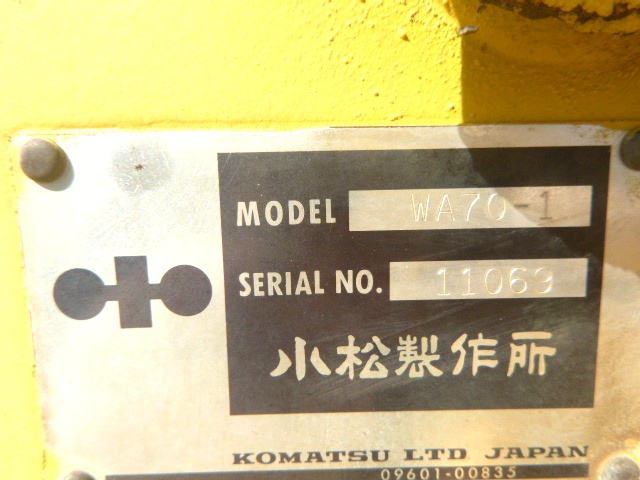 MODEL WA70-1
SERIAL NO. 11069
小松製作所
KOMATSU LTD JAPAN
09601-00835